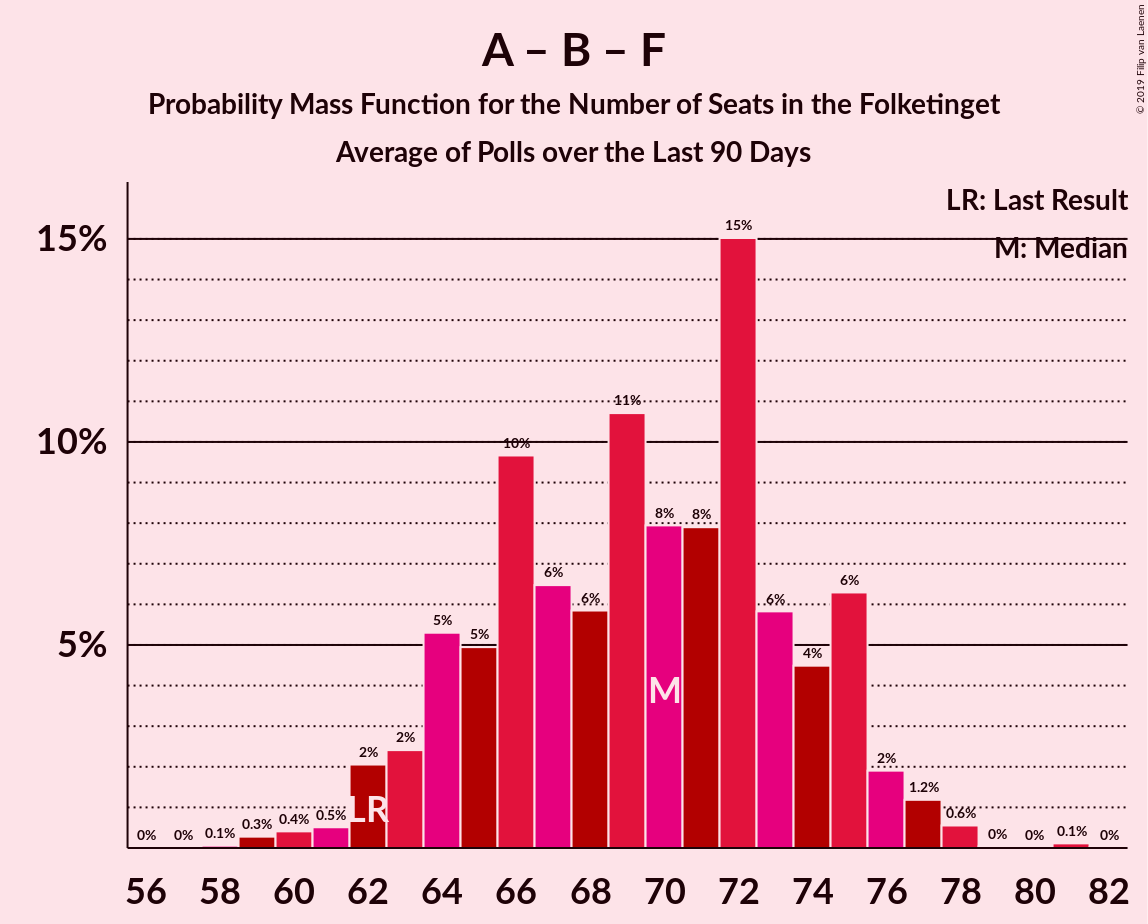 A – B – F
Probability Mass Function for the Number of Seats in the Folketinget
Average of Polls over the Last 90 Days
© 2019 Filip van Laenen
LR: Last Result
M: Median
15%
10%
5%
0% 0% 0.1% 0.3% 0.4% 0.5% 2% 2% 5% 5% 10% 6% 6% 11% 8% 8% 15% 6% 4% 6% 2% 1.2% 0.6% 0% 0% 0.1% 0%
LR
M
56 58 60 62 64 66 68 70 72 74 76 78 80 82